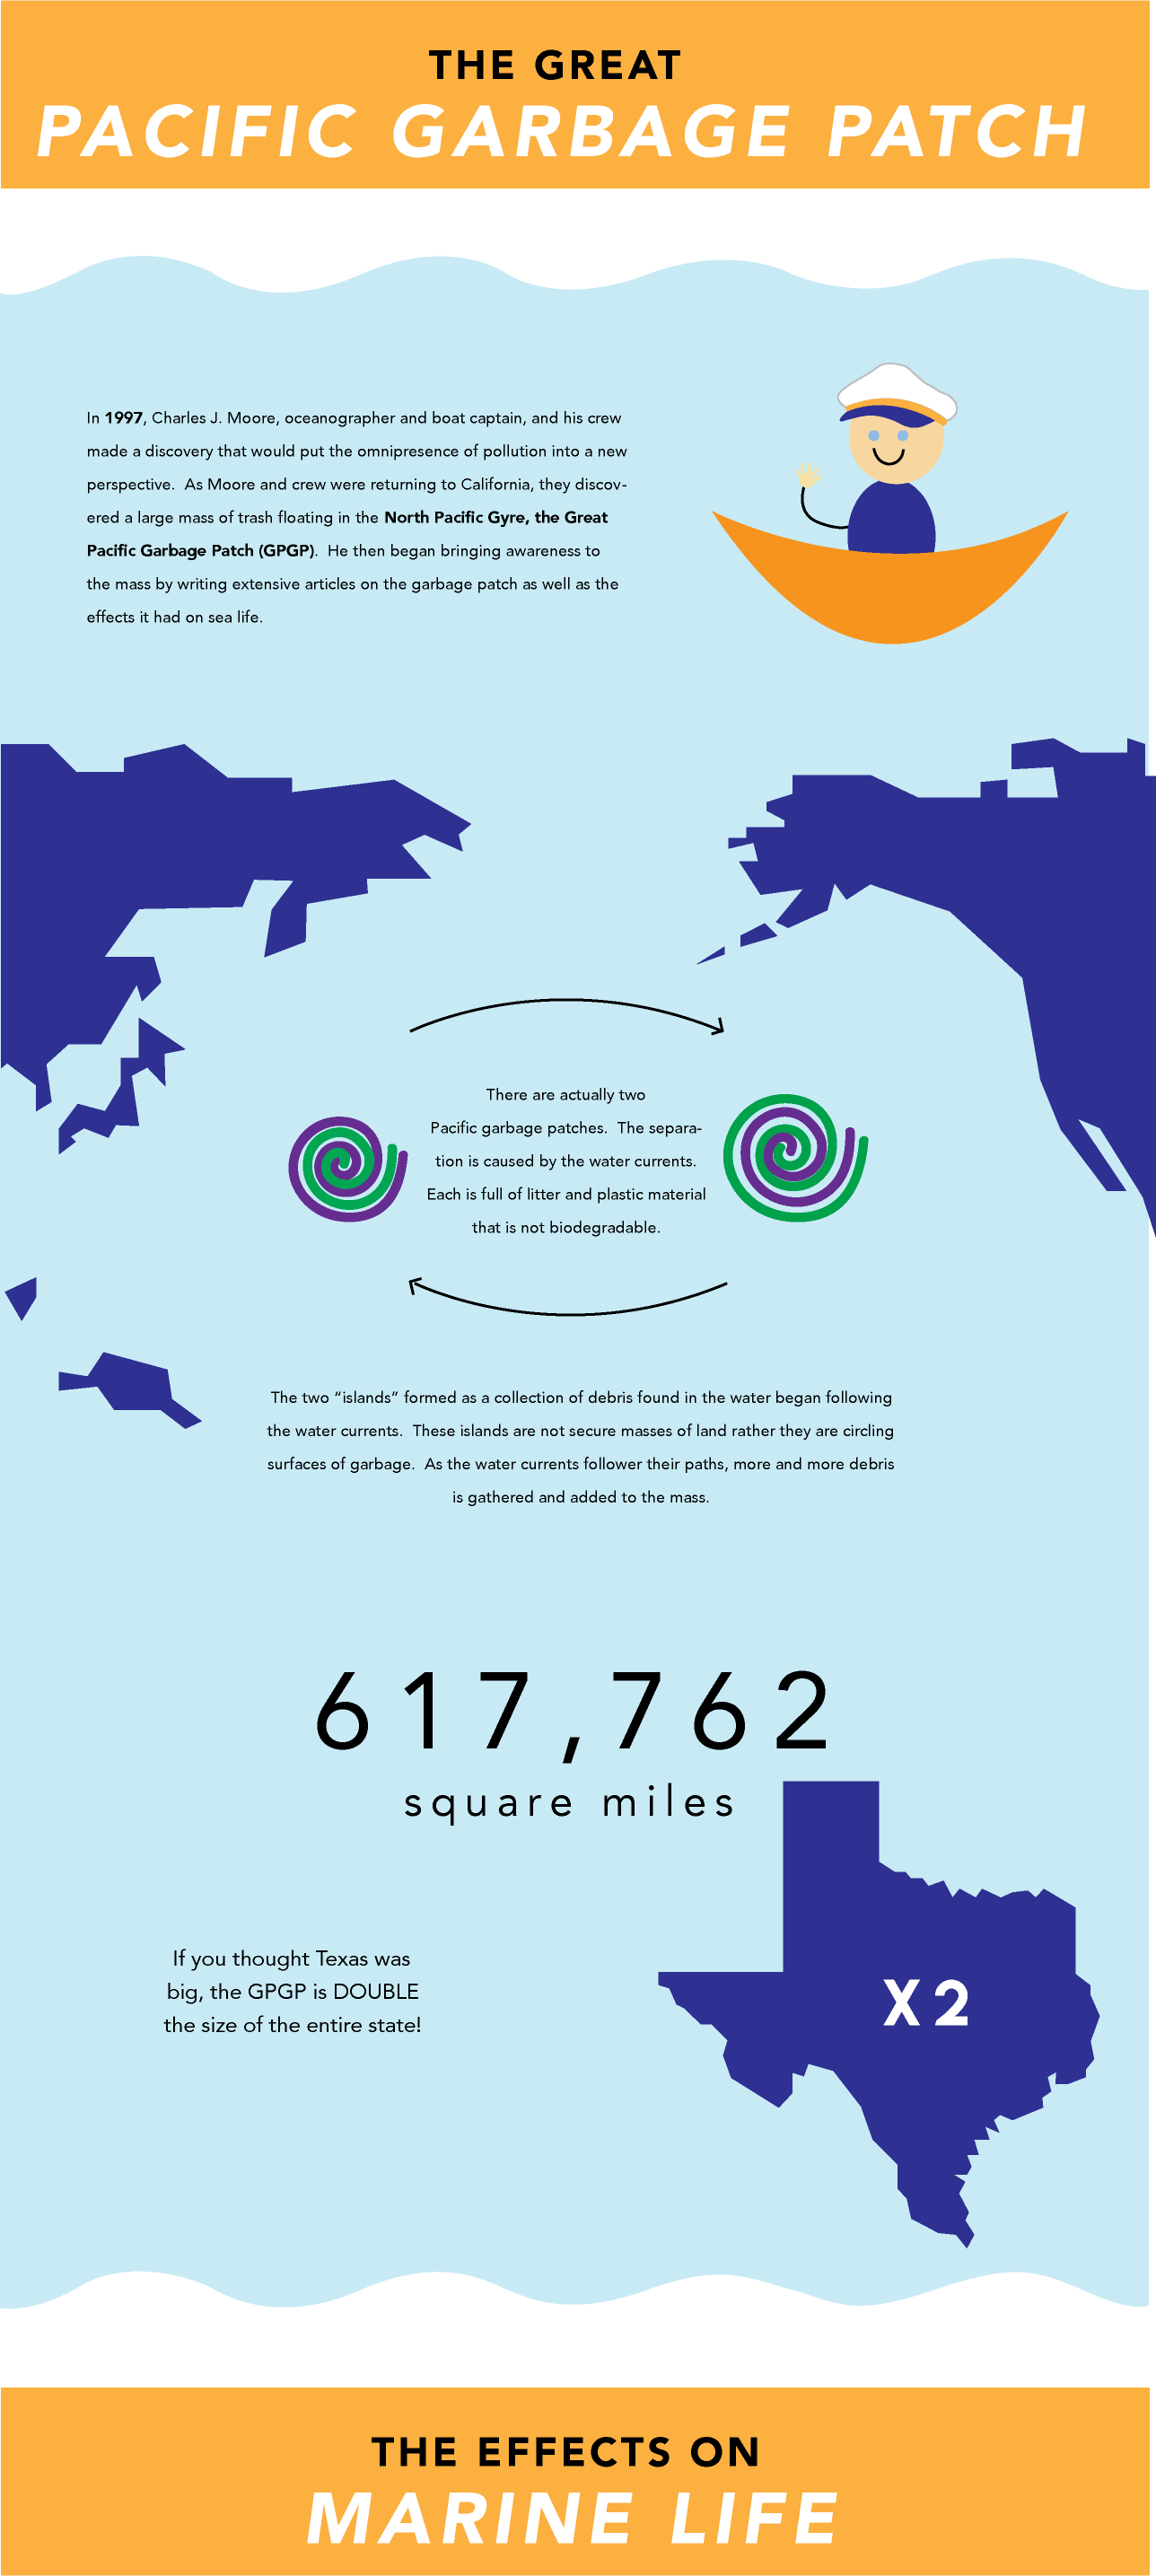 THE GREAT
PACIFIC GARBAGE PATCH
In 1997, Charles J. Moore, oceanographer and boat captain, and his crew
made a discovery that would put the omnipresence of pollution into a new
perspective.  As Moore and crew were returning to California, they discov-
ered a large mass of trash floating in the North Pacific Gyre, the Great
Pacific Garbage Patch (GPGP).  He then began bringing awareness to
the mass by writing extensive articles on the garbage patch as well as the
effects it had on sea life.
There are actually two
Pacific garbage patches.  The separa-
tion is caused by the water currents.
Each is full of litter and plastic material
that is not biodegradable.
The two “islands” formed as a collection of debris found in the water began following
the water currents.  These islands are not secure masses of land rather they are circling
surfaces of garbage.  As the water currents follower their paths, more and more debris
is gathered and added to the mass.
617,762
square miles
If you thought Texas was
big, the GPGP is DOUBLE
the size of the entire state!
X2
THE EFFECTS ON
MARINE LIFE